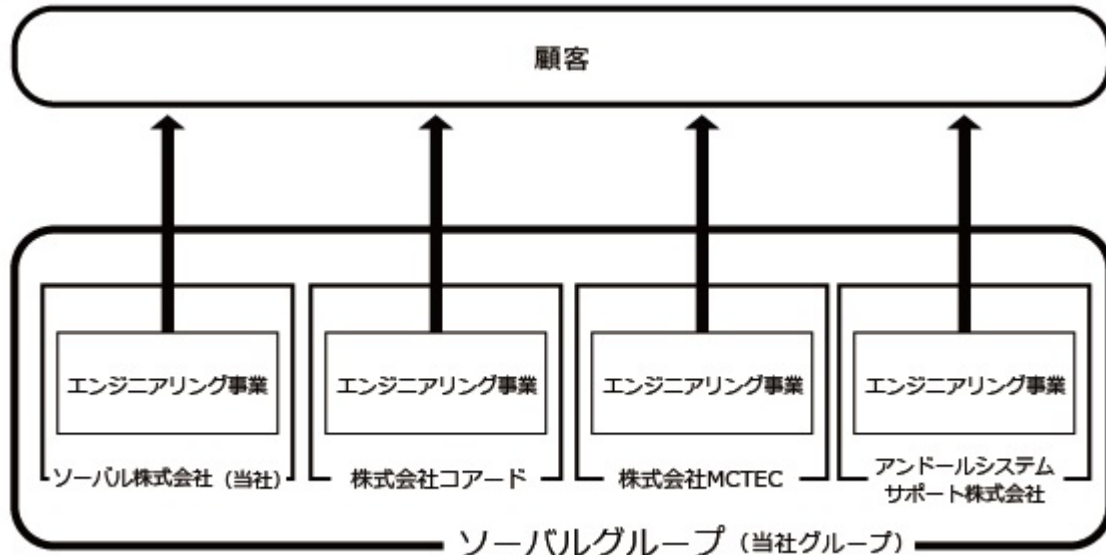 顧客
エンジニアリング事業
エンジニアリング事業
エンジニアリング事業
エンジニアリング事業
ソーバル株式会社（当社）
株式会社コアード
株式会社MCTEC
アンドールシステム
サポート株式会社
ソーバルグループ（当社グループ）